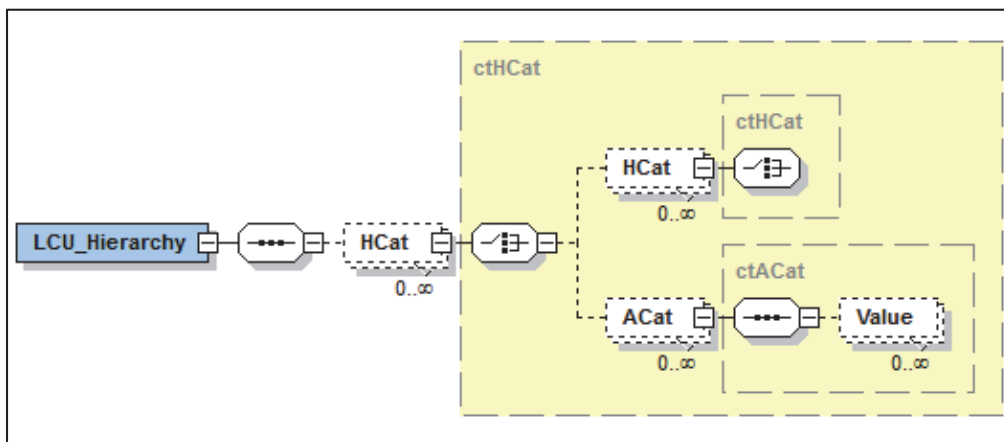 ctHCat
ctHCat
HCat
0..∞
LCU_Hierarchy
HCat
0..∞
ctACat
ACat
0..∞
Value
0..∞